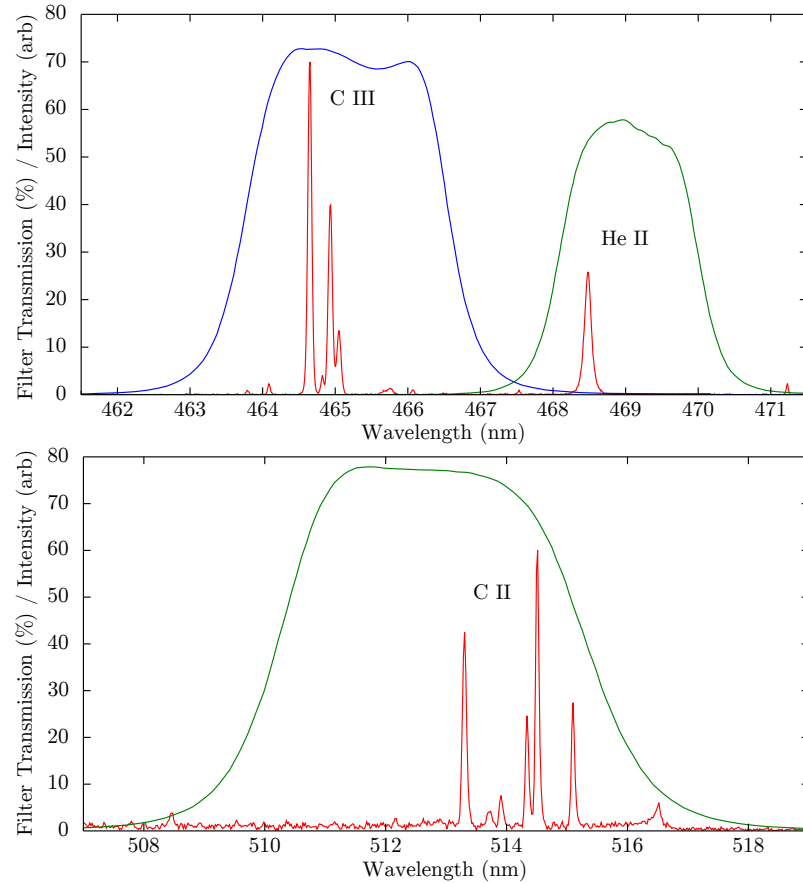 Filter Transmission (%) / Intensity (arb)
80
70
60
50
40
30
20
10
0
C III
He II
462 463 464 465 466 467 468 469 470 471
Wavelength (nm)
Filter Transmission (%) / Intensity (arb)
80
70
60
50
40
30
20
10
0
C II
508 510 512 514 516 518
Wavelength (nm)